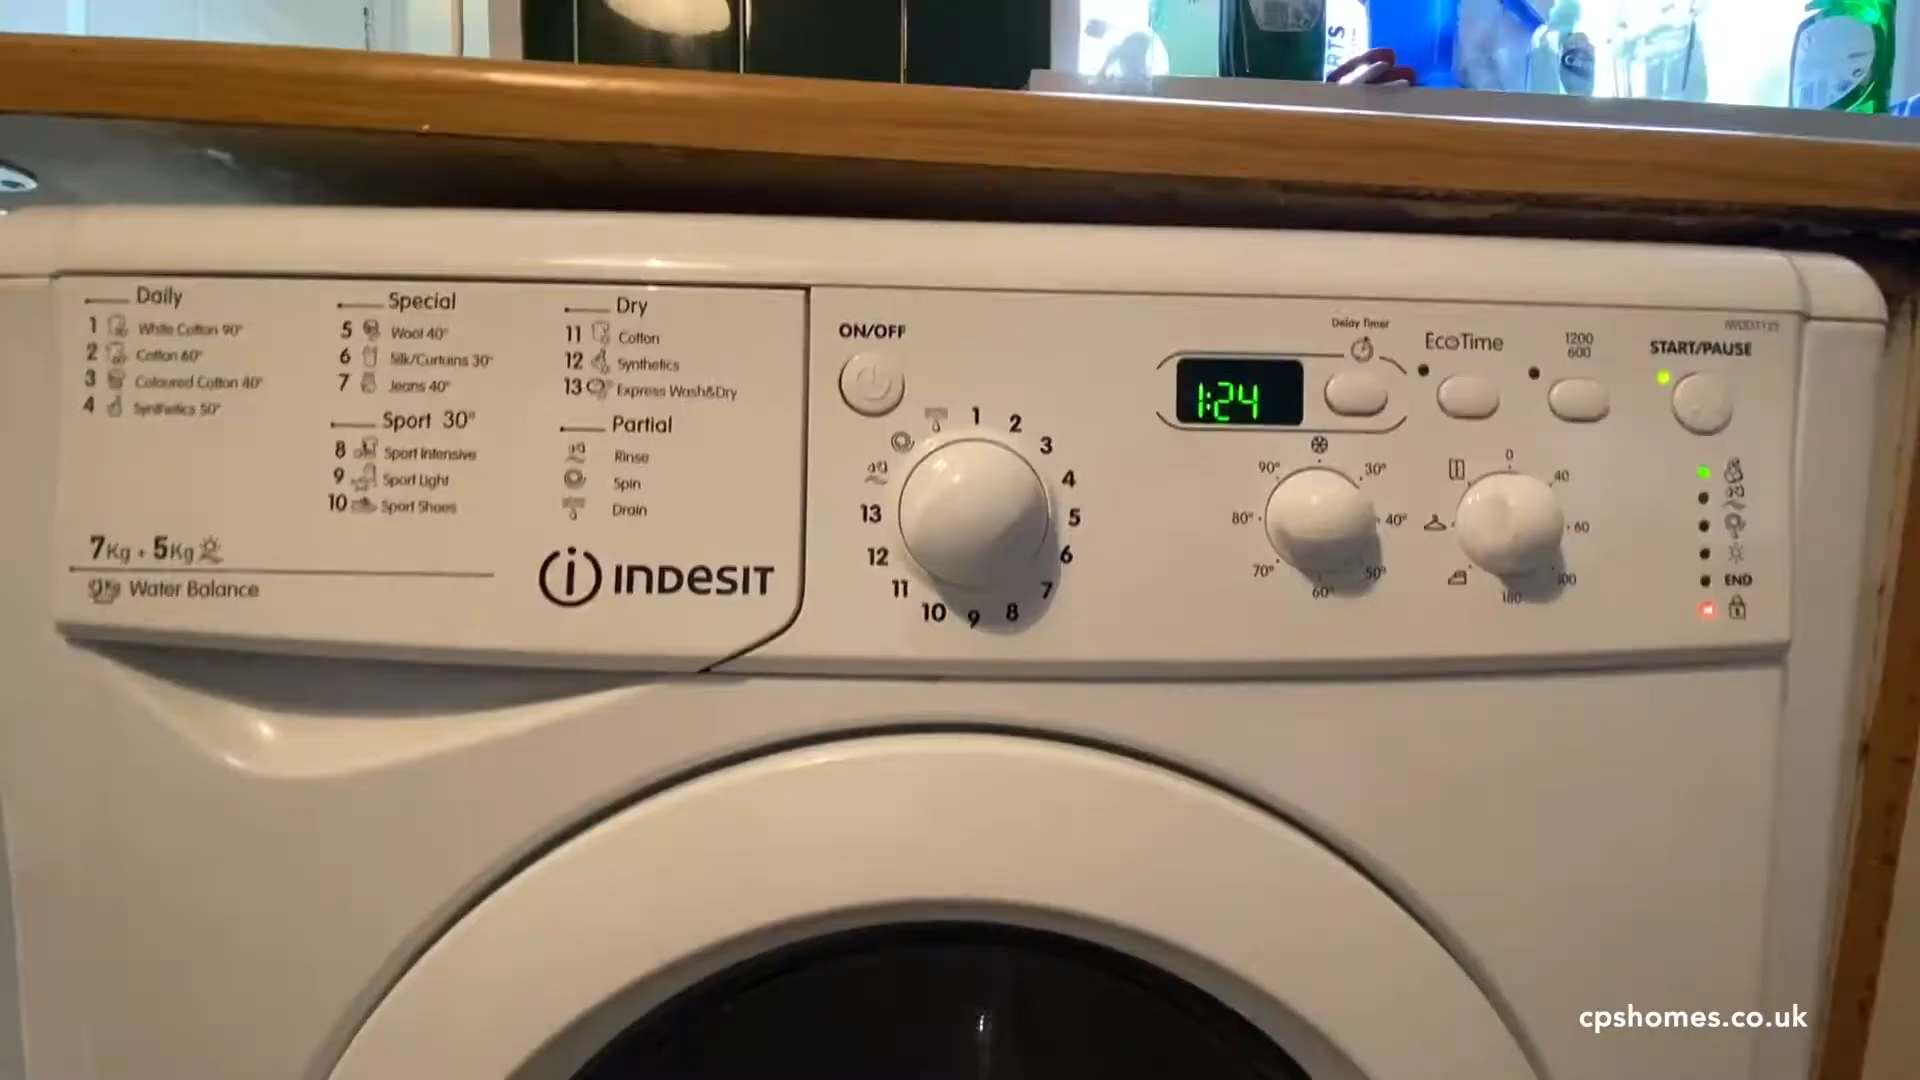 Daily
1 White Cotton 90°
2 Cotton 60°
3 Coloured Cotton 40°
4 Synthetics 50°
7Kg + 5Kg
Water Balance
Special
5 Wool 40°
6 Silk/Curtains 30°
7 Jeans 40°
Sport 30°
8 Sport Intensive
9 Sport Light
10 Sport Shoes
Dry
11 Cotton
12 Synthetics
13 Express Wash&Dry
Partial
Rinse
Spin
Drain
INDESIT
ON/OFF
1
2
3
4
5
6
7
8
9
10
11
12
13
1:24
Delay Timer
EcoTime
1200
600
START/PAUSE
30°
40°
50°
60°
70°
80°
90°
0
40
60
100
180
END
cpshomes.co.uk